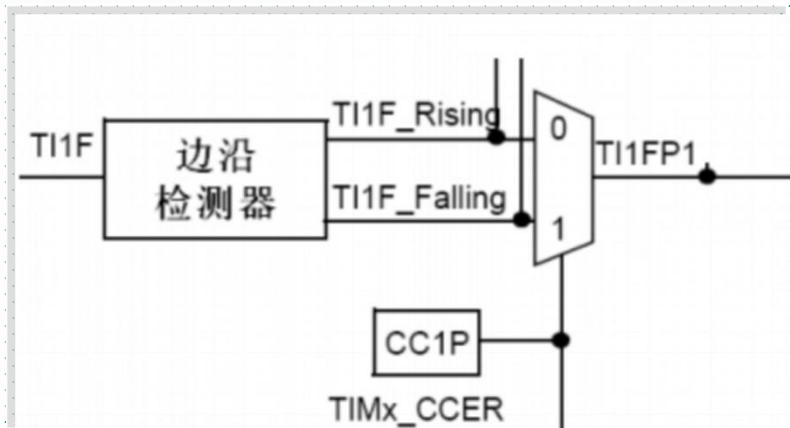 TI1F_Rising
TI1F
边沿
检测器
0
TI1FP1
TI1F_Falling
1
CC1P
TIMx_CCER